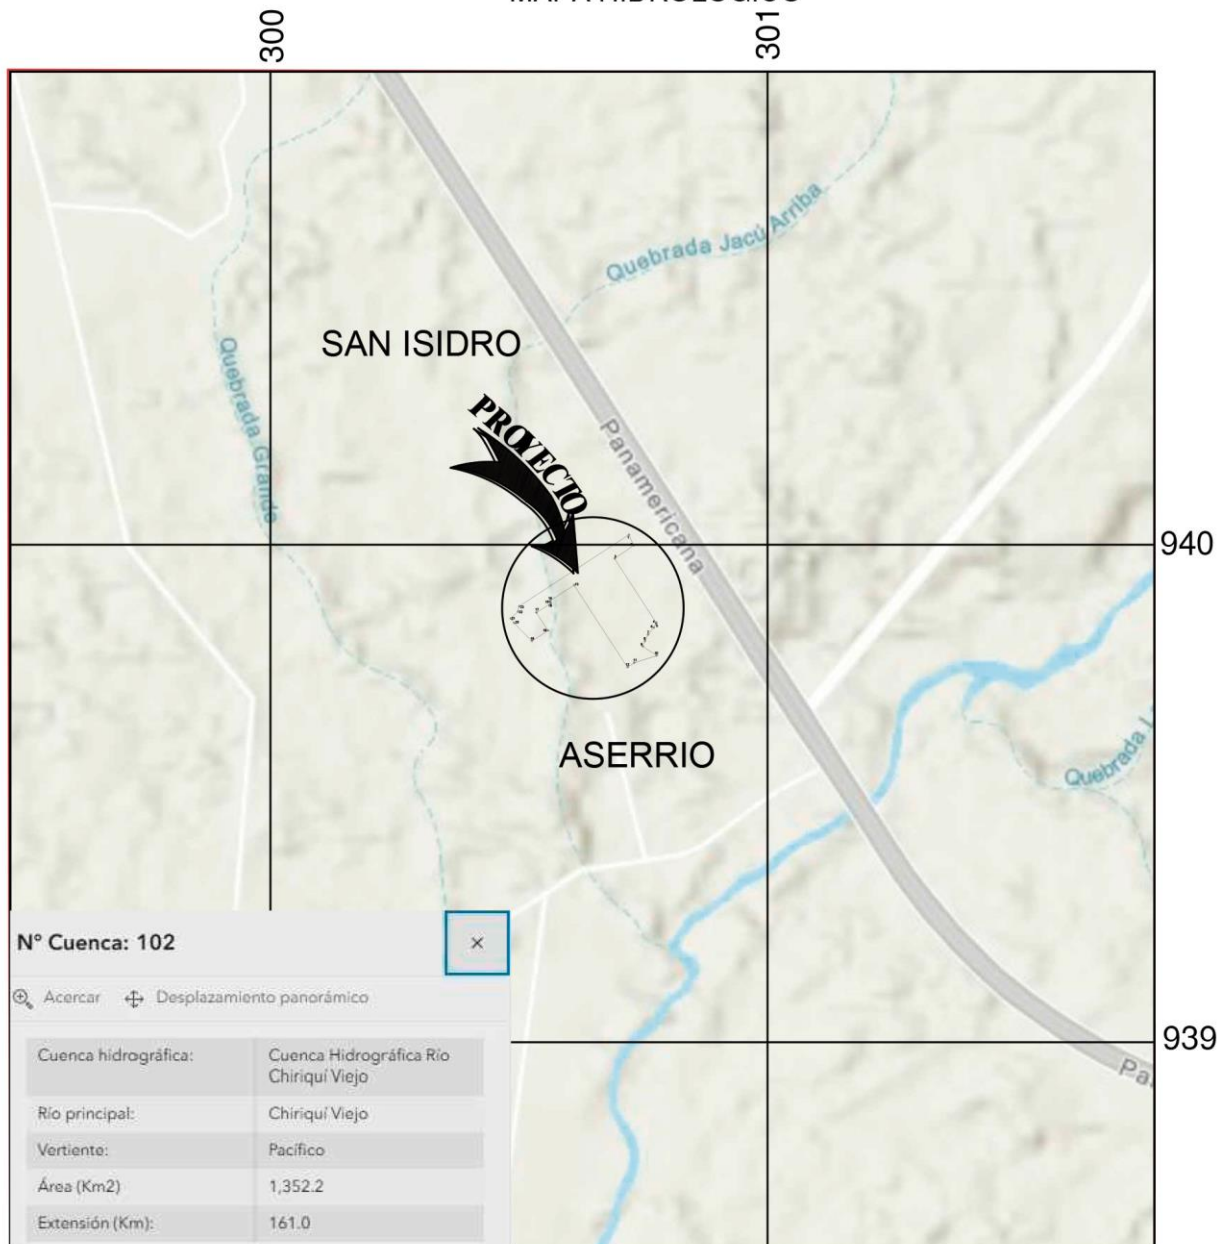 300
301
Quebrada Jacú Arriba
SAN ISIDRO
Quebrada Grande
PROYECTO
Panamericana
940
ASERRIO
Quebrada
N° Cuenca: 102
×
Acercar
Desplazamiento panorámico
939
Cuenca hidrográfica:
Cuenca Hidrográfica Río
Chiriquí Viejo
Pa
Río principal:
Chiriquí Viejo
Vertiente:
Pacífico
Área (Km2)
1,352.2
Extensión (Km):
161.0